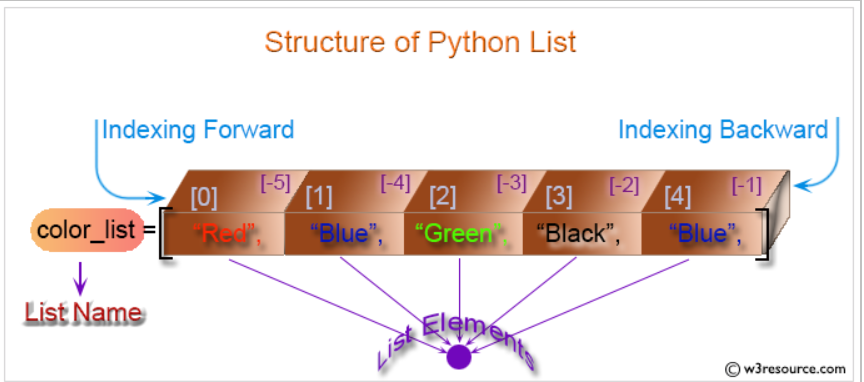 Structure of Python List
Indexing Forward
Indexing Backward
[0] [-5] [1] [-4] [2] [-3] [3] [-2] [4] [-1]
color_list = [ “Red”, “Blue”, “Green”, “Black”, “Blue”, ]
List Name
List Elements
© w3resource.com